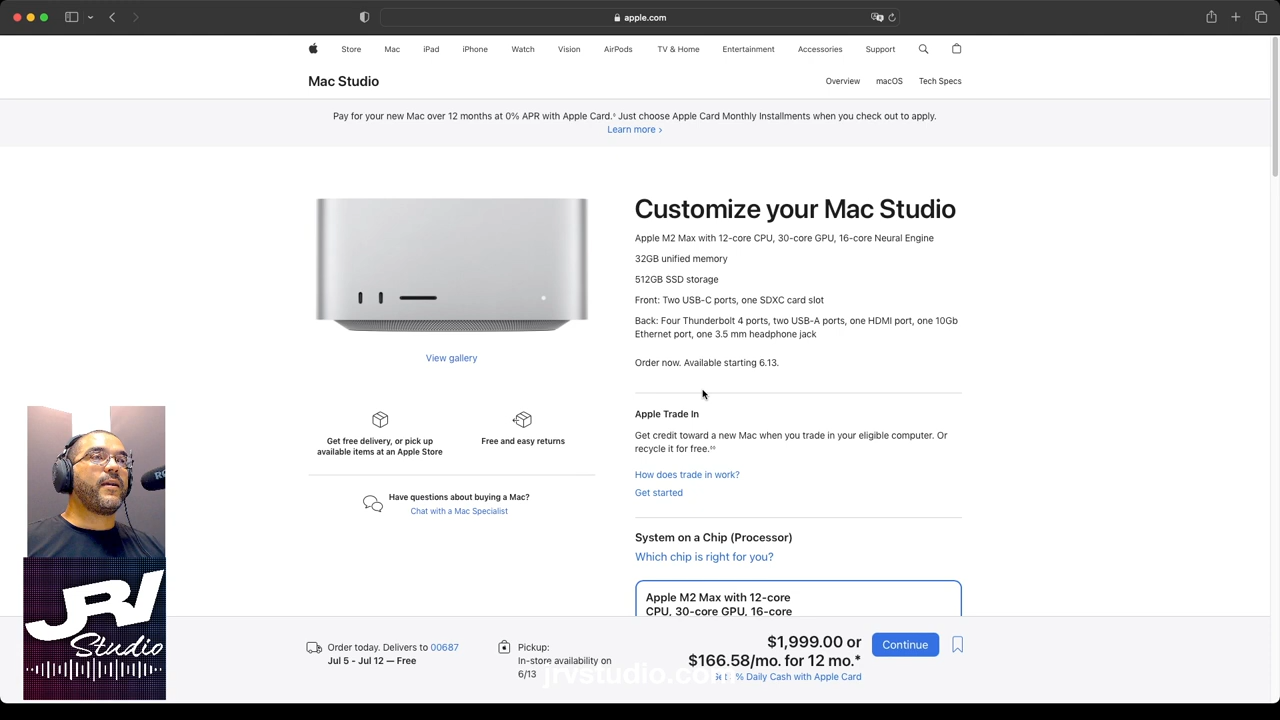 apple.com
Store Mac iPad iPhone Watch Vision AirPods TV & Home Entertainment Accessories Support
Mac Studio
Overview macOS Tech Specs
Pay for your new Mac over 12 months at 0% APR with Apple Card.◊ Just choose Apple Card Monthly Installments when you check out to apply.
Learn more ›
Customize your Mac Studio
Apple M2 Max with 12-core CPU, 30-core GPU, 16-core Neural Engine
32GB unified memory
512GB SSD storage
Front: Two USB-C ports, one SDXC card slot
Back: Four Thunderbolt 4 ports, two USB-A ports, one HDMI port, one 10Gb
Ethernet port, one 3.5 mm headphone jack
View gallery
Order now. Available starting 6.13.
Get free delivery, or pick up
available items at an Apple Store
Free and easy returns
Apple Trade In
Get credit toward a new Mac when you trade in your eligible computer. Or
recycle it for free.◊◊
How does trade in work?
Get started
Have questions about buying a Mac?
Chat with a Mac Specialist
System on a Chip (Processor)
Which chip is right for you?
Apple M2 Max with 12-core
CPU, 30-core GPU, 16-core
JRV
Studio
Order today. Delivers to 00687
Jul 5 - Jul 12 — Free
Pickup:
In-store availability on
6/13
$1,999.00 or
$166.58/mo. for 12 mo.*
% Daily Cash with Apple Card
Continue
jrvstudio.com